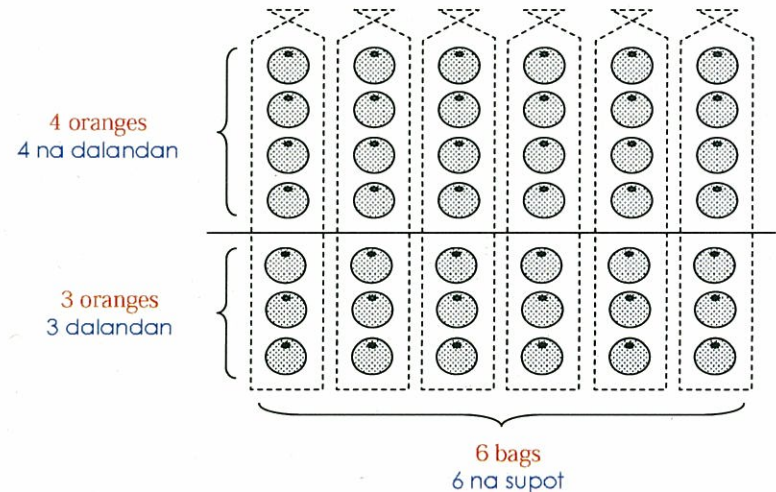 4 oranges
4 na dalandan
3 oranges
3 dalandan
6 bags
6 na supot